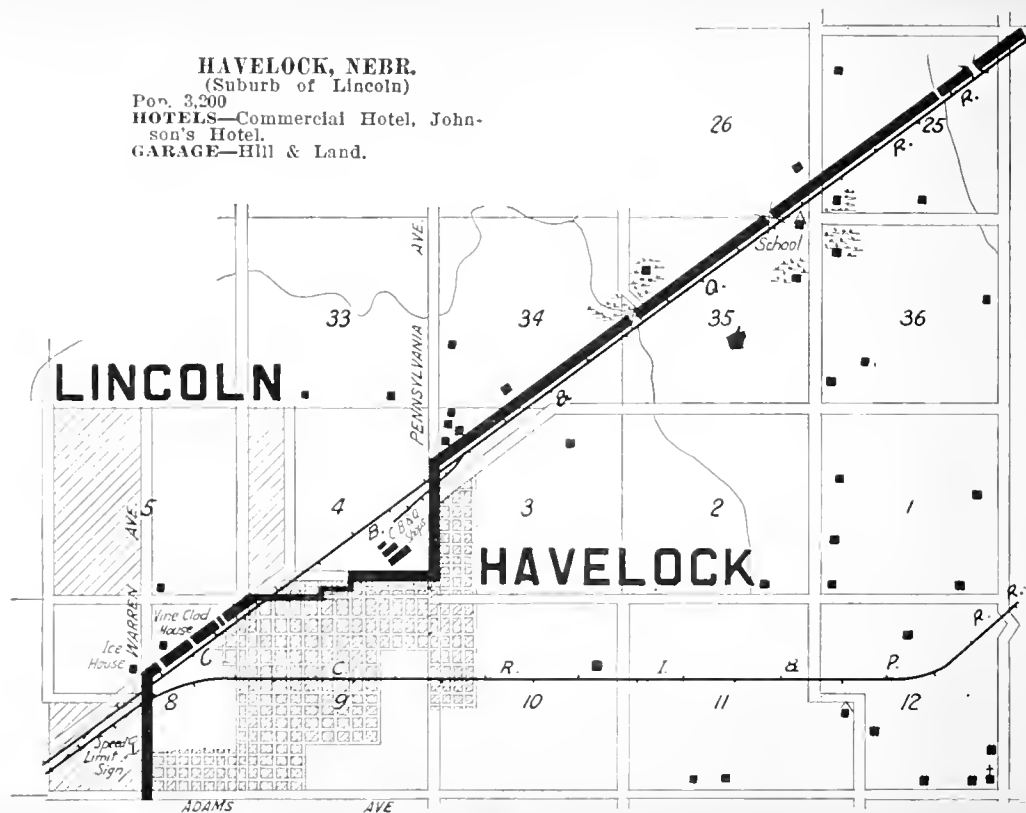 HAVELOCK, NEBR.
(Suburb of Lincoln)
Pop. 3,200
HOTELS—Commercial Hotel, John-
son's Hotel.
GARAGE—Hill & Land.
26
25
R.
R.
School
AVE.
PENNSYLVANIA
33
34
35
36
Q.
LINCOLN
&
5
4
3
2
1
B.
C B & Q
Shops
AVE.
WARREN
HAVELOCK
Vine Clad
House
Ice
House
C
C. R. I. & P. R. R.
8
9
10
11
12
Speed
Limit
Sign
ADAMS AVE